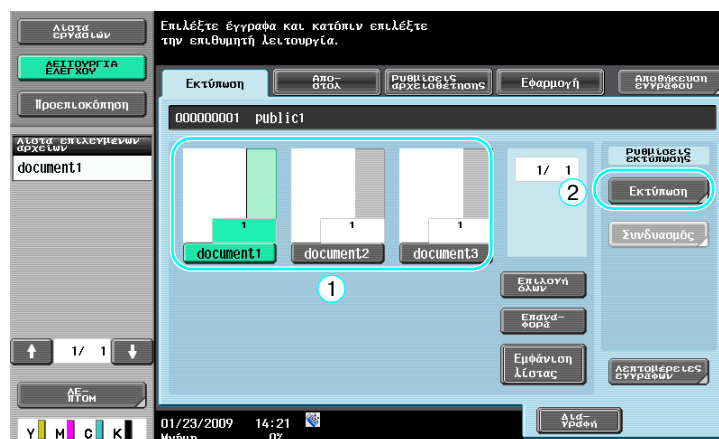 Λίστα
εργασιών
ΛΕΙΤΟΥΡΓΙΑ
ΕΛΕΓΧΟΥ
Προεπισκόπηση
Λίστα επιλεγμένων
αρχείων
document1
1/ 1
ΛΕ-
ΠΤΟΜ
Y M C K
Επιλέξτε έγγραφα και κατόπιν επιλέξτε
την επιθυμητή λειτουργία.
Εκτύπωση
Απο-
στολ
Ρυθμίσεις
αρχειοθέτησης
Εφαρμογή
Αποθήκευση
εγγράφου
000000001 public1
1
document1
1
document2
1
document3
1
1/ 1
2
Επιλογή
όλων
Επανα-
φορά
Εμφάνιση
λίστας
Ρυθμίσεις
εκτύπωσης
Εκτύπωση
Συνδυασμός
Λεπτομέρειες
εγγράφων
Δια-
γραφή
01/23/2009 14:21
Μνήμη 0%